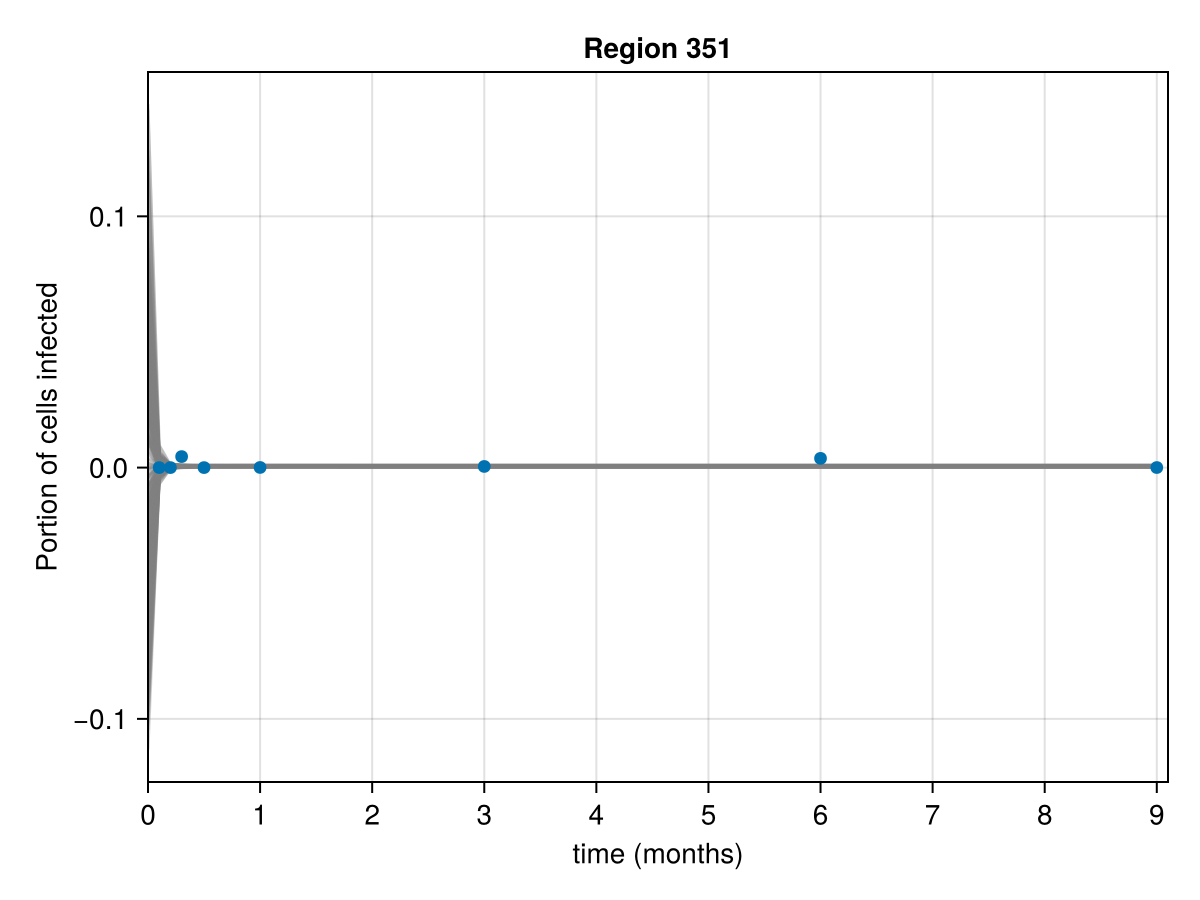 Region 351
Portion of cells infected
0.1
0.0
−0.1
0 1 2 3 4 5 6 7 8 9
time (months)